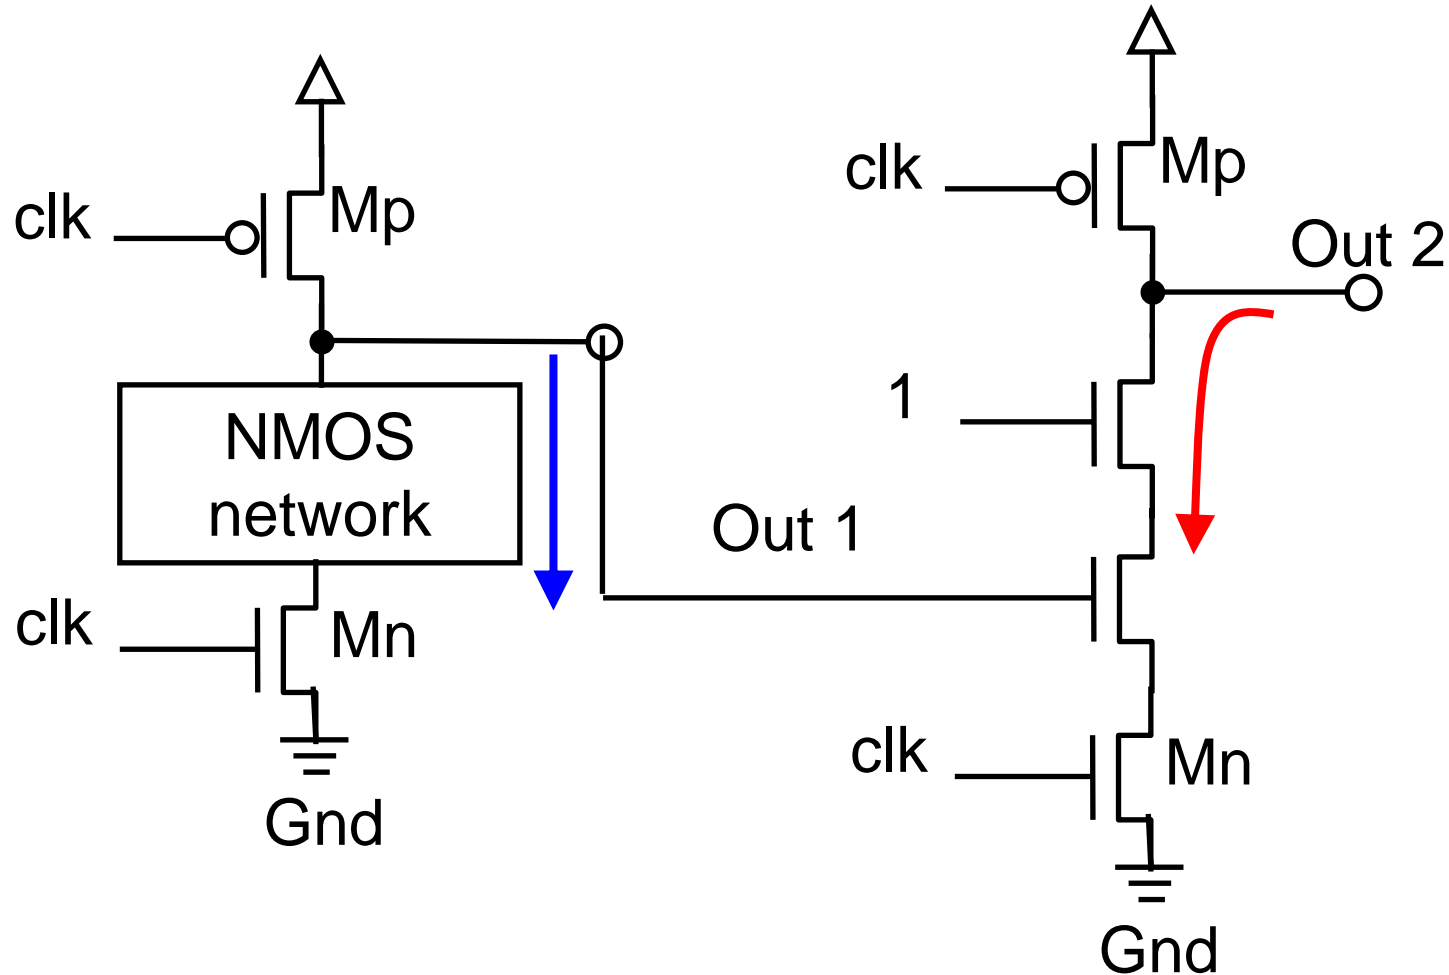 clk
Mp
NMOS
network
clk
Mn
Gnd
Out 1
clk
Mp
Out 2
1
clk
Mn
Gnd